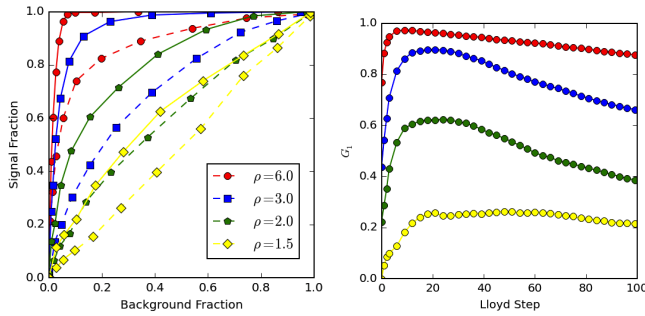 1.0
0.8
0.6
0.4
0.2
0.0
Signal Fraction
0.0 0.2 0.4 0.6 0.8 1.0
Background Fraction
ρ=6.0
ρ=3.0
ρ=2.0
ρ=1.5
1.0
0.8
0.6
0.4
0.2
0.0
G₁
0 20 40 60 80 100
Lloyd Step